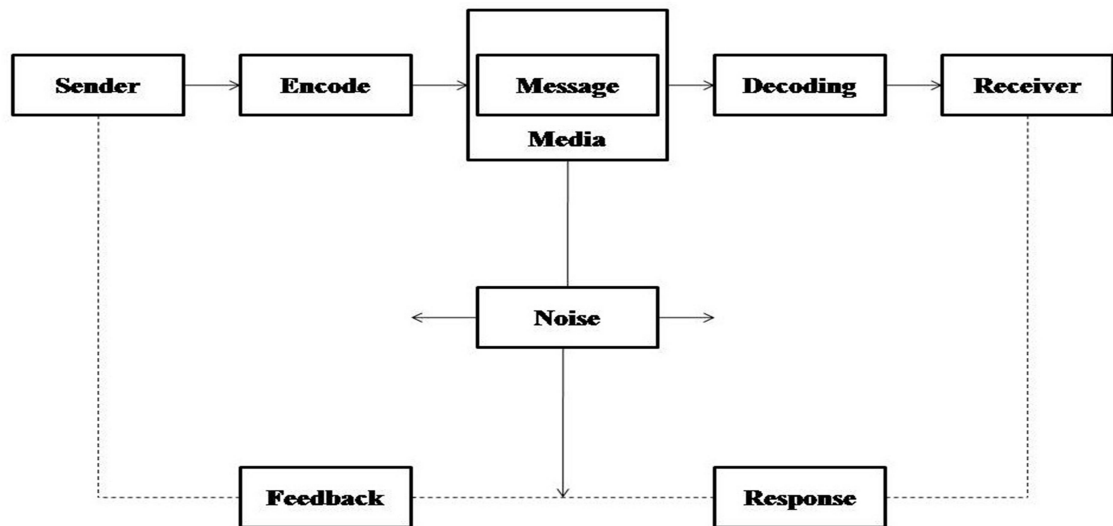 Sender
Encode
Message
Media
Decoding
Receiver
Noise
Feedback
Response